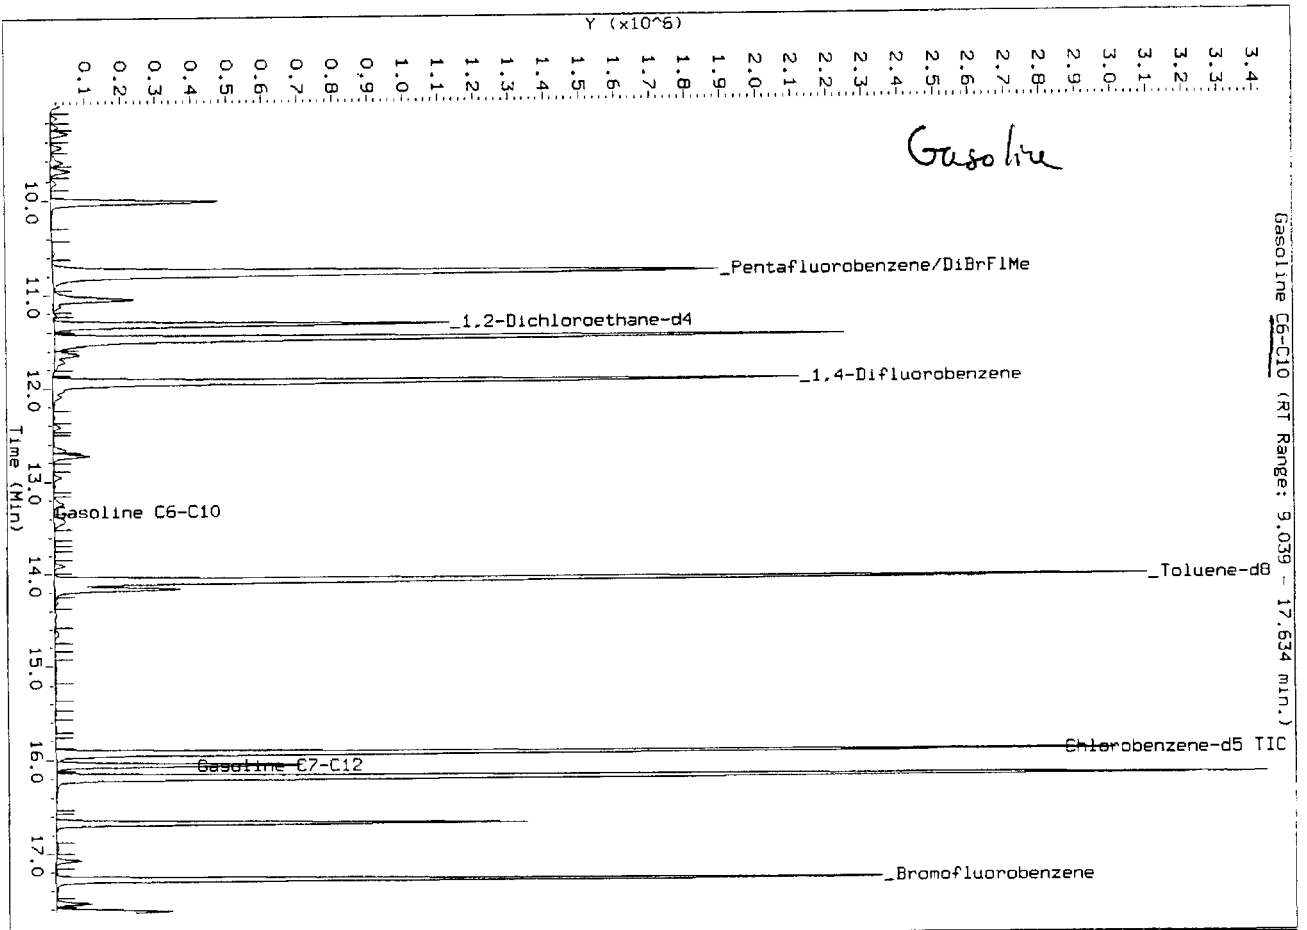 Y (x10^6)
0.1 0.2 0.3 0.4 0.5 0.6 0.7 0.8 0.9 1.0 1.1 1.2 1.3 1.4 1.5 1.6 1.7 1.8 1.9 2.0 2.1 2.2 2.3 2.4 2.5 2.6 2.7 2.8 2.9 3.0 3.1 3.2 3.3 3.4
Gasoline
Gasoline C6-C10 (RT Range: 9.039 - 17.634 min.)
10.0
_Pentafluorobenzene/DiBrFlMe
11.0
_1,2-Dichloroethane-d4
_1,4-Difluorobenzene
12.0
Time (Min)
13.0
Gasoline C6-C10
14.0
_Toluene-d8
15.0
Chlorobenzene-d5 TIC
16.0
Gasoline C7-C12
17.0
_Bromofluorobenzene